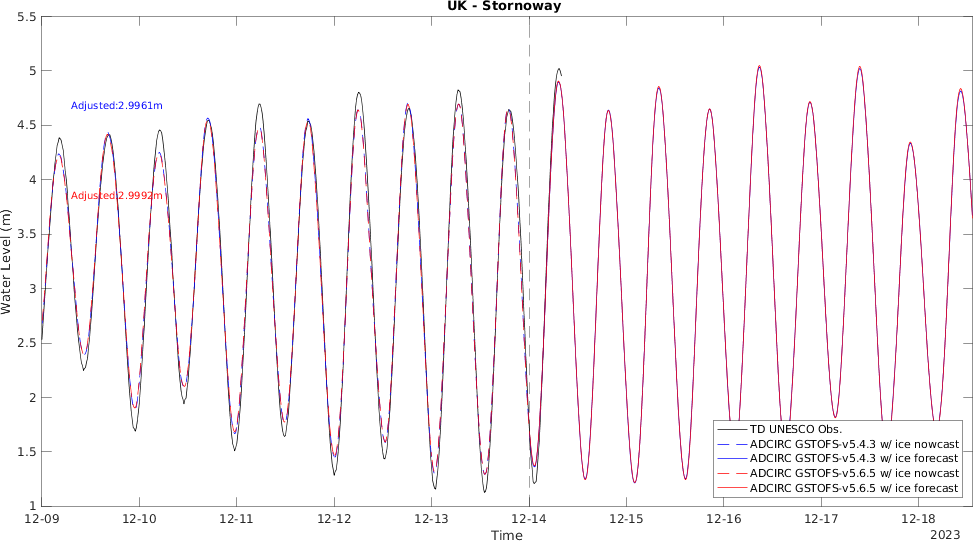 UK - Stornoway
5.5
5
4.5
4
3.5
3
2.5
2
1.5
1
Water Level (m)
Adjusted:2.9961m
Adjusted:2.9992m
TD UNESCO Obs.
ADCIRC GSTOFS-v5.4.3 w/ ice nowcast
ADCIRC GSTOFS-v5.4.3 w/ ice forecast
ADCIRC GSTOFS-v5.6.5 w/ ice nowcast
ADCIRC GSTOFS-v5.6.5 w/ ice forecast
12-09 12-10 12-11 12-12 12-13 12-14 12-15 12-16 12-17 12-18
Time
2023